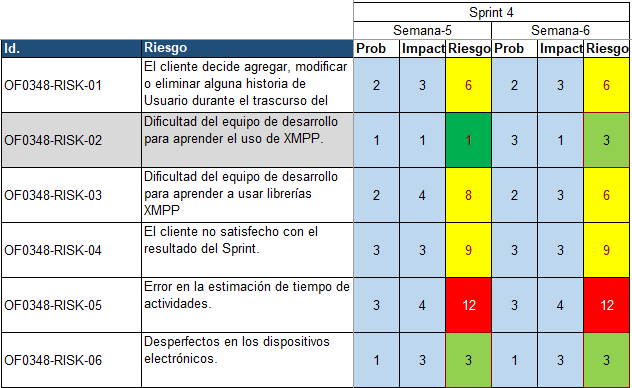 Sprint 4
Semana-5 Semana-6
Id. Riesgo Prob Impact Riesgo Prob Impact Riesgo
OF0348-RISK-01 El cliente decide agregar, modificar
o eliminar alguna historia de
Usuario durante el trascurso del
2 3 6 2 3 6
OF0348-RISK-02 Dificultad del equipo de desarrollo
para aprender el uso de XMPP.
1 1 1 3 1 3
OF0348-RISK-03 Dificultad del equipo de desarrollo
para aprender a usar librerías
XMPP
2 4 8 2 3 6
OF0348-RISK-04 El cliente no satisfecho con el
resultado del Sprint.
3 3 9 3 3 9
OF0348-RISK-05 Error en la estimación de tiempo de
actividades.
3 4 12 3 4 12
OF0348-RISK-06 Desperfectos en los dispositivos
electrónicos.
1 3 3 1 3 3